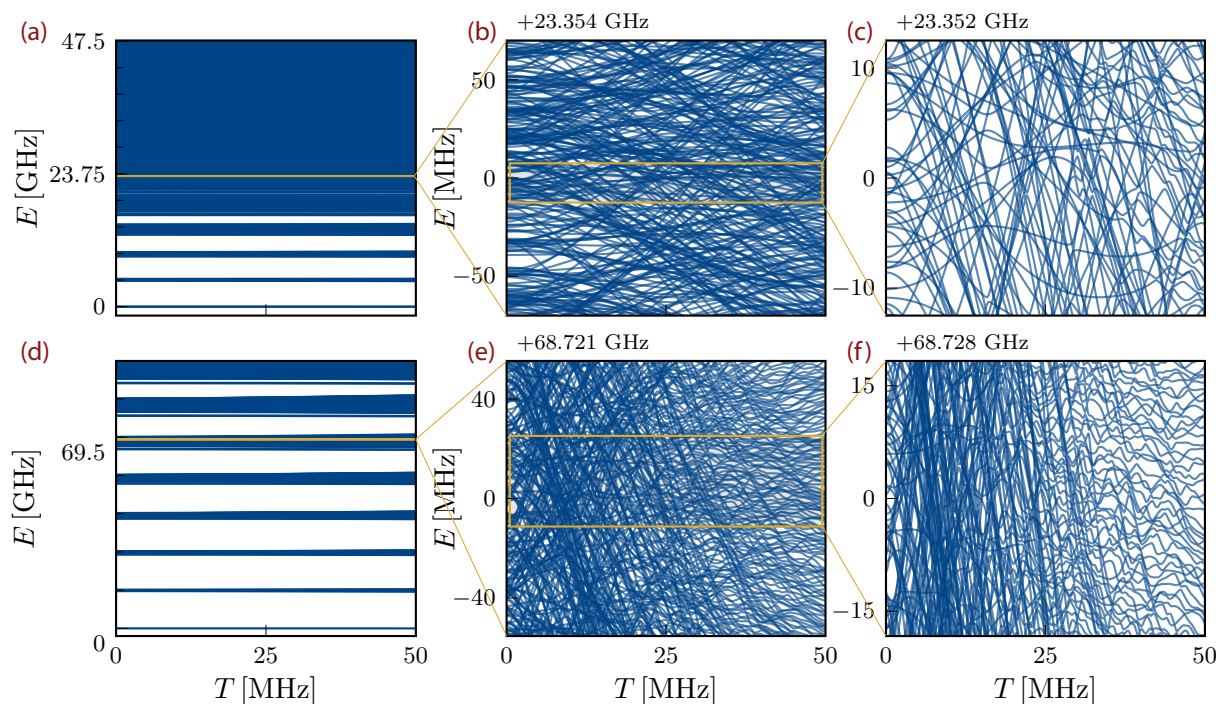 (a)
47.5
23.75
0
E [GHz]
(b)
+23.354 GHz
50
0
−50
E [MHz]
(c)
+23.352 GHz
10
0
−10
(d)
69.5
0
E [GHz]
0
25
50
T [MHz]
(e)
+68.721 GHz
40
0
−40
E [MHz]
0
25
50
T [MHz]
(f)
+68.728 GHz
15
0
−15
0
25
50
T [MHz]